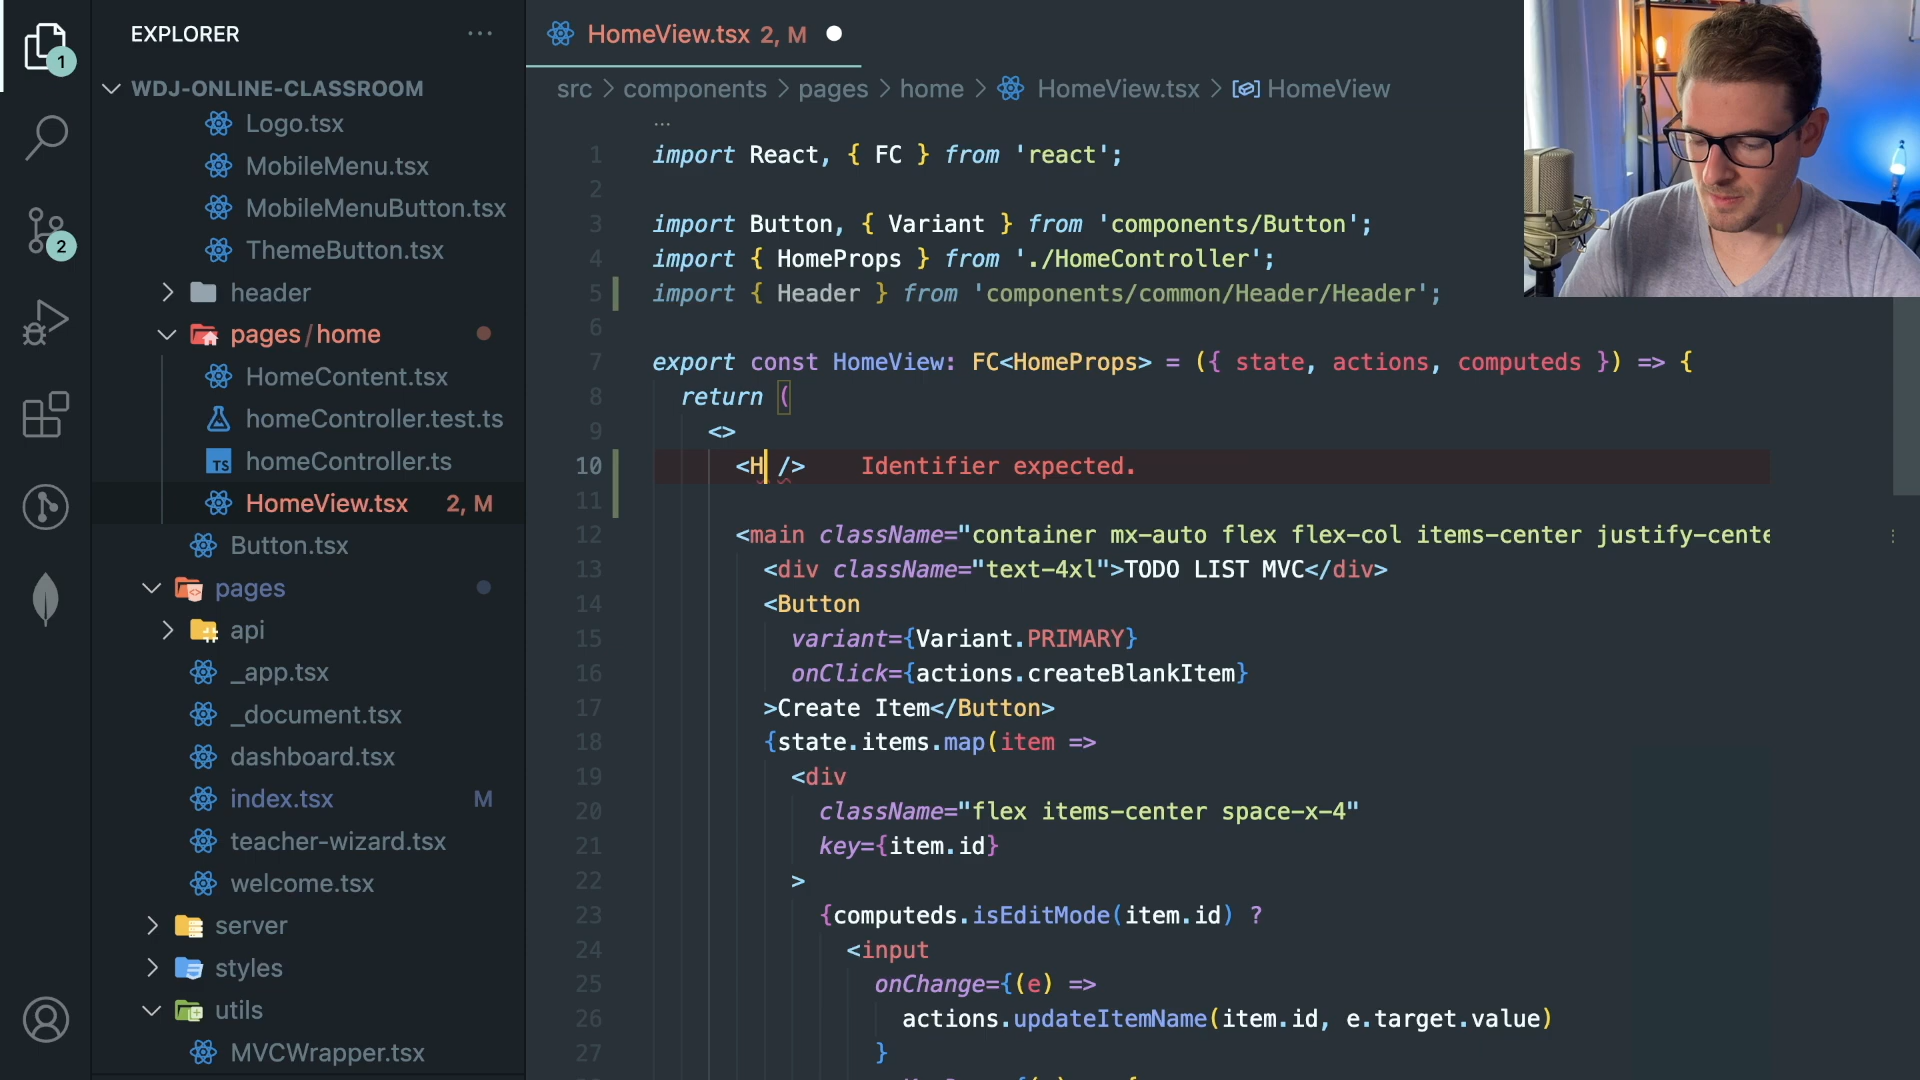 EXPLORER
WDJ-ONLINE-CLASSROOM
Logo.tsx
MobileMenu.tsx
MobileMenuButton.tsx
ThemeButton.tsx
header
pages/home
HomeContent.tsx
homeController.test.ts
TS homeController.ts
HomeView.tsx 2, M
Button.tsx
pages
api
_app.tsx
_document.tsx
dashboard.tsx
index.tsx M
teacher-wizard.tsx
welcome.tsx
server
styles
utils
MVCWrapper.tsx
1
2
HomeView.tsx 2, M
src > components > pages > home > HomeView.tsx > HomeView
...
1 import React, { FC } from 'react';
2
3 import Button, { Variant } from 'components/Button';
4 import { HomeProps } from './HomeController';
5 import { Header } from 'components/common/Header/Header';
6
7 export const HomeView: FC<HomeProps> = ({ state, actions, computeds }) => {
8 return (
9 <>
10 <H /> Identifier expected.
11
12 <main className="container mx-auto flex flex-col items-center justify-cente
13 <div className="text-4xl">TODO LIST MVC</div>
14 <Button
15 variant={Variant.PRIMARY}
16 onClick={actions.createBlankItem}
17 >Create Item</Button>
18 {state.items.map(item =>
19 <div
20 className="flex items-center space-x-4"
21 key={item.id}
22 >
23 {computeds.isEditMode(item.id) ?
24 <input
25 onChange={(e) =>
26 actions.updateItemName(item.id, e.target.value)
27 }